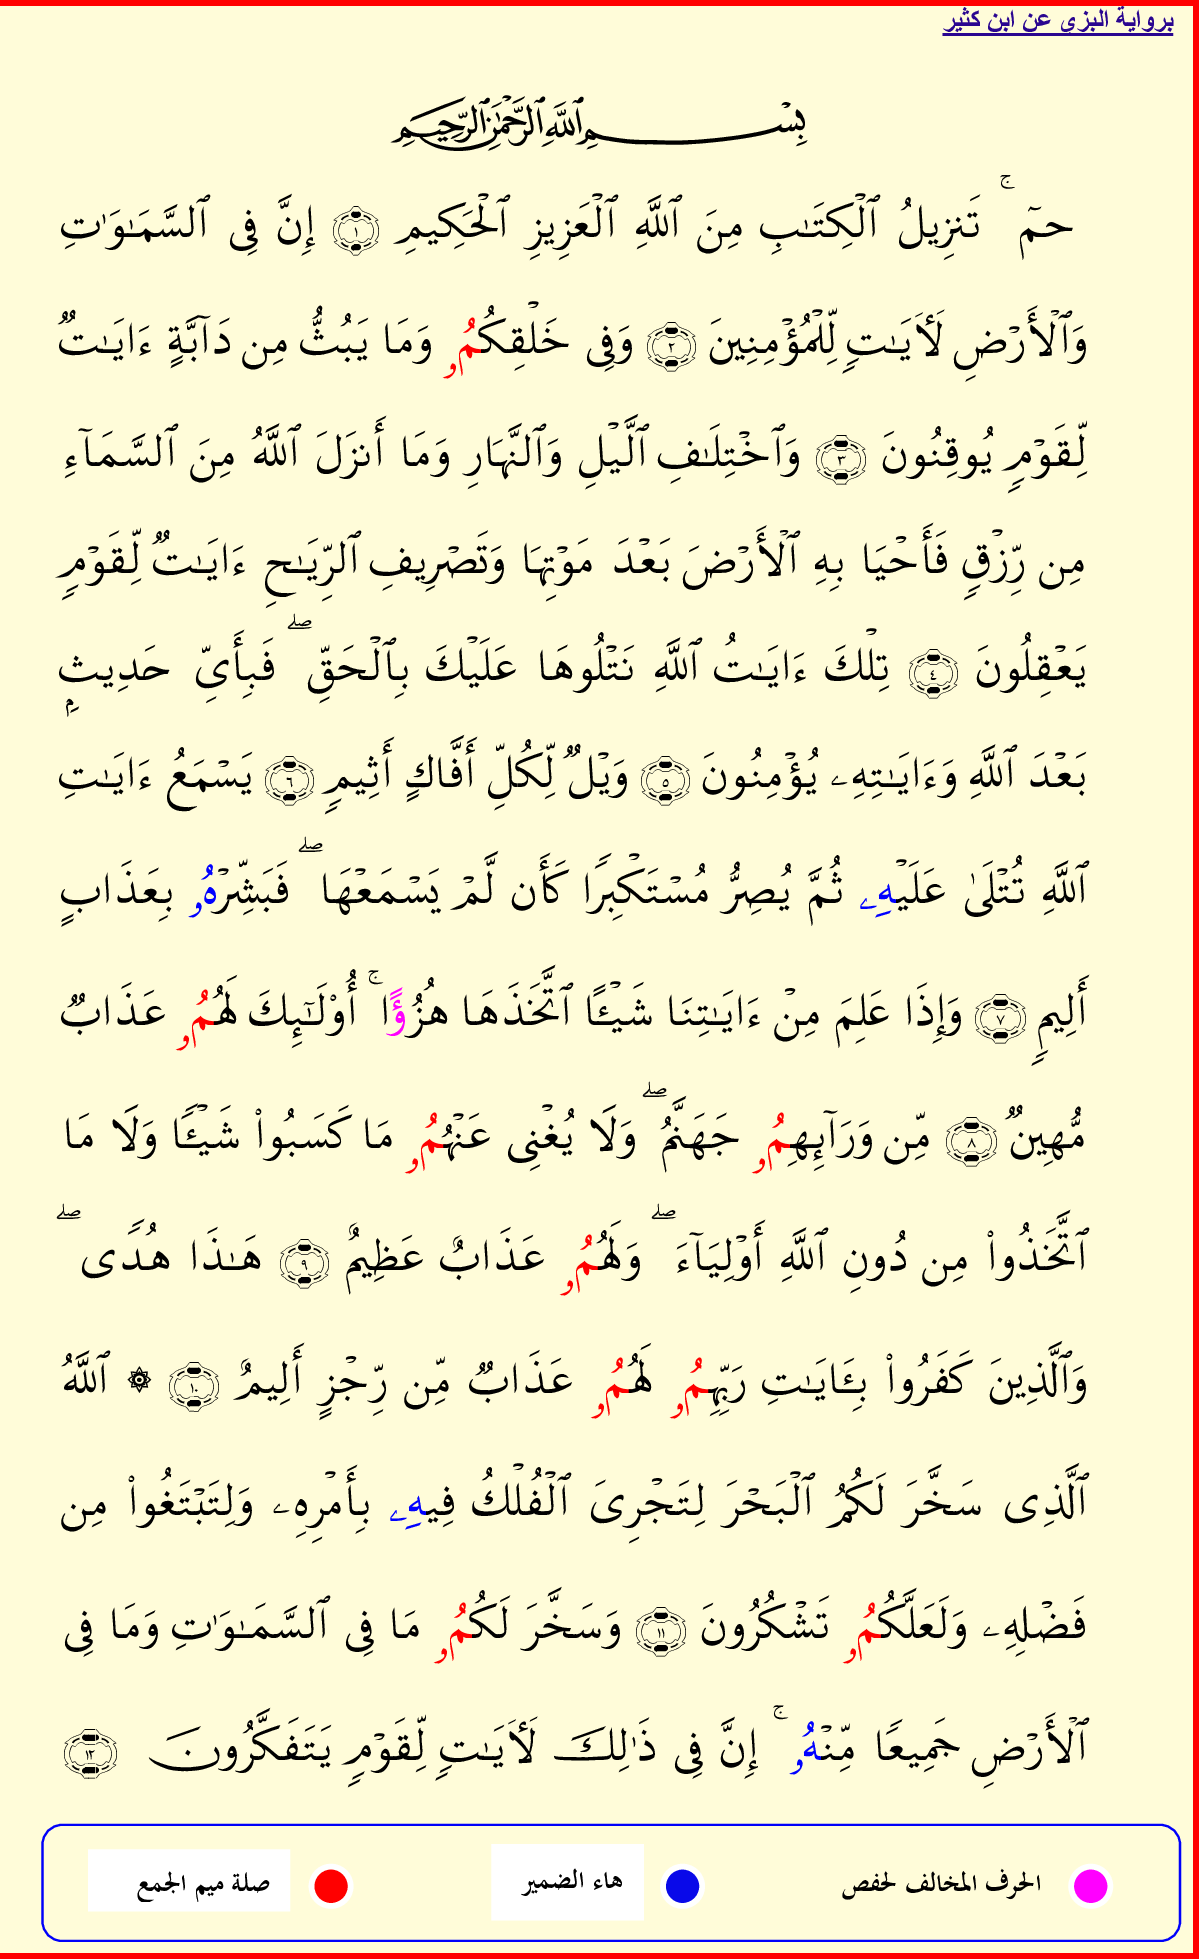 برواية البزى عن ابن كثير
بِسْمِ ٱللَّهِ ٱلرَّحْمَٰنِ ٱلرَّحِيمِ
حمٓ ۚ تَنزِيلُ ٱلْكِتَـٰبِ مِنَ ٱللَّهِ ٱلْعَزِيزِ ٱلْحَكِيمِ ١ إِنَّ فِى ٱلسَّمَـٰوَٰتِ
وَٱلْأَرْضِ لَأَيَـٰتٍ لِّلْمُؤْمِنِينَ ٢ وَفِى خَلْقِكُمُۥ وَمَا يَبُثُّ مِن دَآبَّةٍ ءَايَـٰتٌ
لِّقَوْمٍ يُوقِنُونَ ٣ وَٱخْتِلَـٰفِ ٱلَّيْلِ وَٱلنَّهَارِ وَمَا أَنزَلَ ٱللَّهُ مِنَ ٱلسَّمَآءِ
مِن رِّزْقٍ فَأَحْيَا بِهِ ٱلْأَرْضَ بَعْدَ مَوْتِهَا وَتَصْرِيفِ ٱلرِّيَـٰحِ ءَايَـٰتٌ لِّقَوْمٍ
يَعْقِلُونَ ٤ تِلْكَ ءَايَـٰتُ ٱللَّهِ نَتْلُوهَا عَلَيْكَ بِٱلْحَقِّ ۖ فَبِأَىِّ حَدِيثِۭ
بَعْدَ ٱللَّهِ وَءَايَـٰتِهِۦ يُؤْمِنُونَ ٥ وَيْلٌ لِّكُلِّ أَفَّاكٍ أَثِيمٍ ٦ يَسْمَعُ ءَايَـٰتِ
ٱللَّهِ تُتْلَىٰ عَلَيْهِۦ ثُمَّ يُصِرُّ مُسْتَكْبِرًا كَأَن لَّمْ يَسْمَعْهَا ۖ فَبَشِّرْهُۥ بِعَذَابٍ
أَلِيمٍ ٧ وَإِذَا عَلِمَ مِنْ ءَايَـٰتِنَا شَيْـًٔا ٱتَّخَذَهَا هُزُؤًا ۚ أُوْلَـٰٓئِكَ لَهُمُۥ عَذَابٌ
مُّهِينٌ ٨ مِّن وَرَآئِهِمُۥ جَهَنَّمُ ۖ وَلَا يُغْنِى عَنْهُمُۥ مَا كَسَبُواْ شَيْـًٔا وَلَا مَا
ٱتَّخَذُواْ مِن دُونِ ٱللَّهِ أَوْلِيَآءَ ۖ وَلَهُمُۥ عَذَابٌ عَظِيمٌ ٩ هَـٰذَا هُدًى ۖ
وَٱلَّذِينَ كَفَرُواْ بِـَٔايَـٰتِ رَبِّهِمُۥ لَهُمُۥ عَذَابٌ مِّن رِّجْزٍ أَلِيمٌ ١٠ ۞ ٱللَّهُ
ٱلَّذِى سَخَّرَ لَكُمُ ٱلْبَحْرَ لِتَجْرِىَ ٱلْفُلْكُ فِيهِۦ بِأَمْرِهِۦ وَلِتَبْتَغُواْ مِن
فَضْلِهِۦ وَلَعَلَّكُمُۥ تَشْكُرُونَ ١١ وَسَخَّرَ لَكُمُۥ مَا فِى ٱلسَّمَـٰوَٰتِ وَمَا فِى
ٱلْأَرْضِ جَمِيعًا مِّنْهُۥ ۚ إِنَّ فِى ذَٰلِكَ لَأَيَـٰتٍ لِّقَوْمٍ يَتَفَكَّرُونَ ١٢
الحرف المخالف لحفص هاء الضمير صلة ميم الجمع